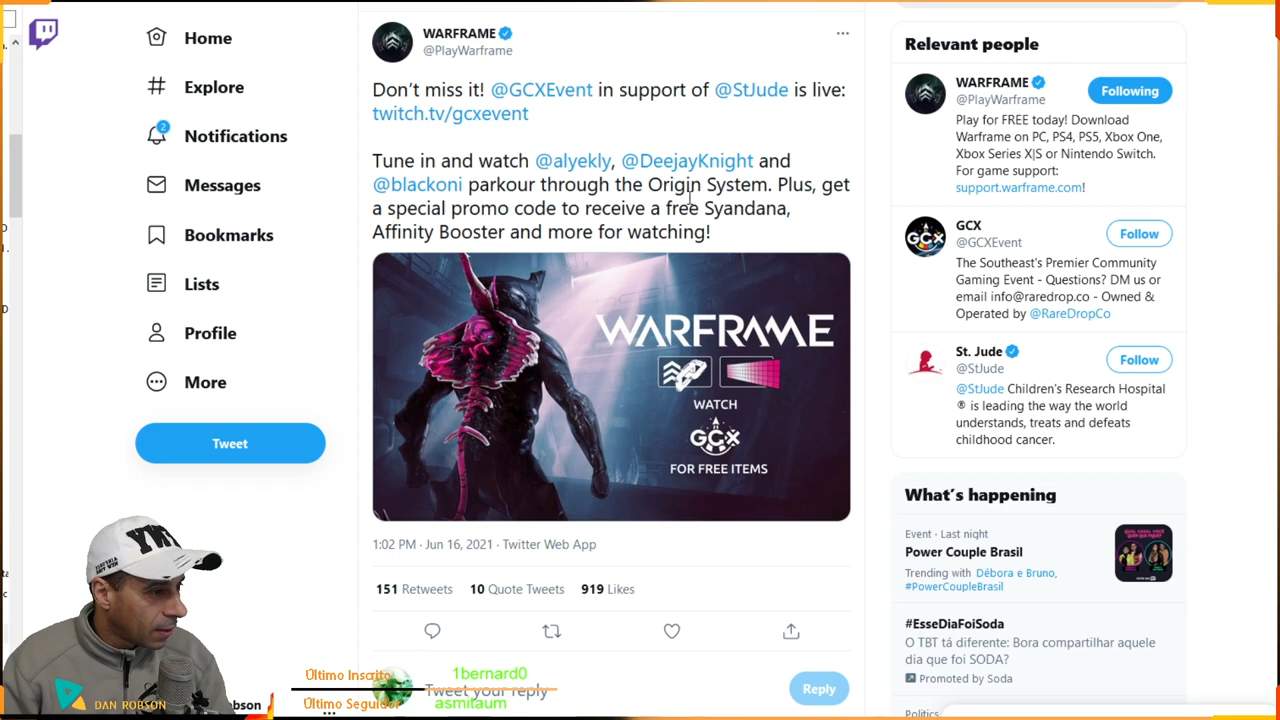 Home
Explore
2
Notifications
Messages
Bookmarks
Lists
Profile
More
Tweet
WARFRAME
@PlayWarframe
Don't miss it! @GCXEvent in support of @StJude is live:
twitch.tv/gcxevent
Tune in and watch @alyekly, @DeejayKnight and
@blackoni parkour through the Origin System. Plus, get
a special promo code to receive a free Syandana,
Affinity Booster and more for watching!
WARFRAME
WATCH
GCX
FOR FREE ITEMS
1:02 PM · Jun 16, 2021 · Twitter Web App
151 Retweets 10 Quote Tweets 919 Likes
Tweet your reply
Reply
Relevant people
WARFRAME
@PlayWarframe
Following
Play for FREE today! Download
Warframe on PC, PS4, PS5, Xbox One,
Xbox Series X|S or Nintendo Switch.
For game support:
support.warframe.com!
GCX
@GCXEvent
Follow
GCX
The Southeast's Premier Community
Gaming Event - Questions? DM us or
email info@raredrop.co - Owned &
Operated by @RareDropCo
St. Jude
@StJude
Follow
@StJude Children's Research Hospital
® is leading the way the world
understands, treats and defeats
childhood cancer.
What's happening
Event · Last night
Power Couple Brasil
Trending with Débora e Bruno,
#PowerCoupleBrasil
#EsseDiaFoiSoda
O TBT tá diferente: Bora compartilhar aquele
dia que foi SODA?
Promoted by Soda
Último Inscrito
1bernard0
Último Seguidor
asmilaum
DAN ROBSON